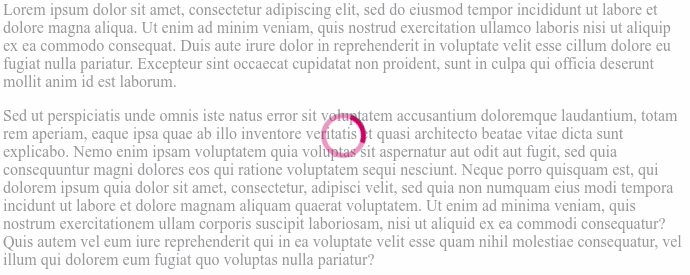 Lorem ipsum dolor sit amet, consectetur adipiscing elit, sed do eiusmod tempor incididunt ut labore et
dolore magna aliqua. Ut enim ad minim veniam, quis nostrud exercitation ullamco laboris nisi ut aliquip
ex ea commodo consequat. Duis aute irure dolor in reprehenderit in voluptate velit esse cillum dolore eu
fugiat nulla pariatur. Excepteur sint occaecat cupidatat non proident, sunt in culpa qui officia deserunt
mollit anim id est laborum.
Sed ut perspiciatis unde omnis iste natus error sit voluptatem accusantium doloremque laudantium, totam
rem aperiam, eaque ipsa quae ab illo inventore veritatis et quasi architecto beatae vitae dicta sunt
explicabo. Nemo enim ipsam voluptatem quia voluptas sit aspernatur aut odit aut fugit, sed quia
consequuntur magni dolores eos qui ratione voluptatem sequi nesciunt. Neque porro quisquam est, qui
dolorem ipsum quia dolor sit amet, consectetur, adipisci velit, sed quia non numquam eius modi tempora
incidunt ut labore et dolore magnam aliquam quaerat voluptatem. Ut enim ad minima veniam, quis
nostrum exercitationem ullam corporis suscipit laboriosam, nisi ut aliquid ex ea commodi consequatur?
Quis autem vel eum iure reprehenderit qui in ea voluptate velit esse quam nihil molestiae consequatur, vel
illum qui dolorem eum fugiat quo voluptas nulla pariatur?